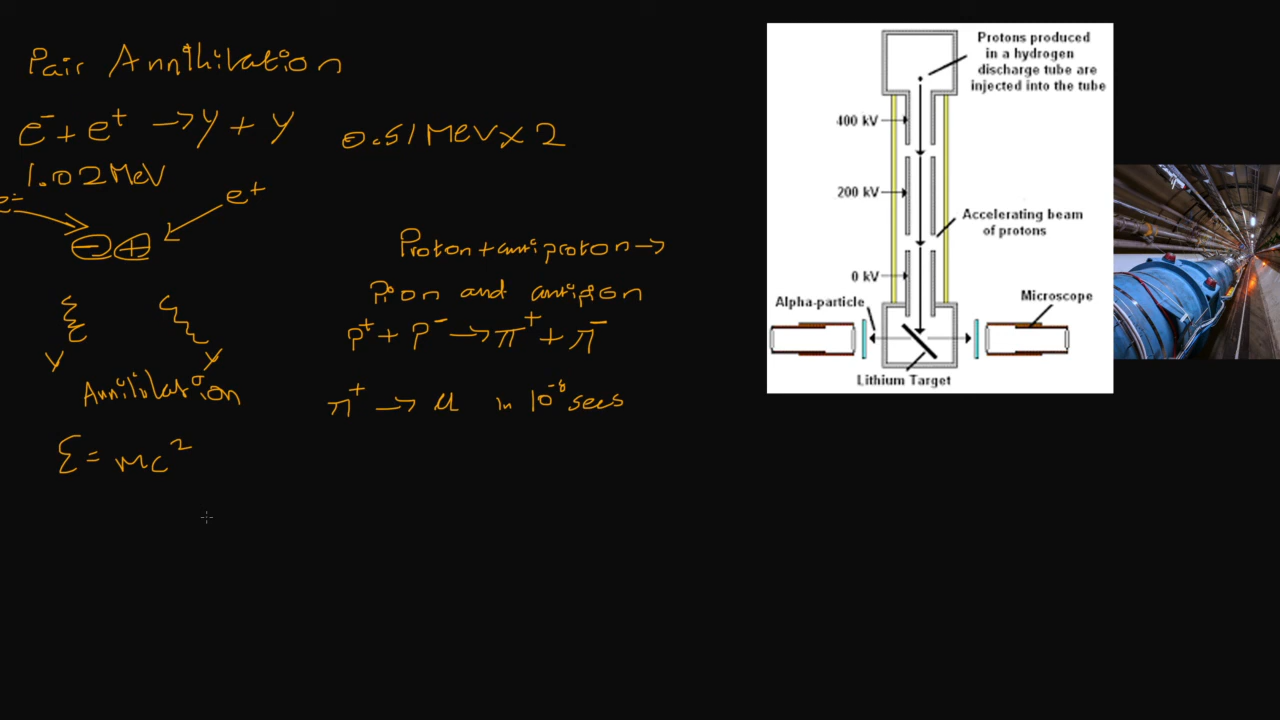 Pair Annihilation
e⁻ + e⁺ → γ + γ
0.51 MeV x 2
1.02 MeV
e⁻
e⁺
− +
γ
γ
Annihilation
E = mc²
Proton + antiproton →
Pion and antipion
p⁺ + p⁻ → π⁺ + π⁻
π⁺ → μ in 10⁻⁸ secs
Protons produced
in a hydrogen
discharge tube are
injected into the tube
400 kV
200 kV
Accelerating beam
of protons
0 kV
Alpha-particle
Microscope
Lithium Target